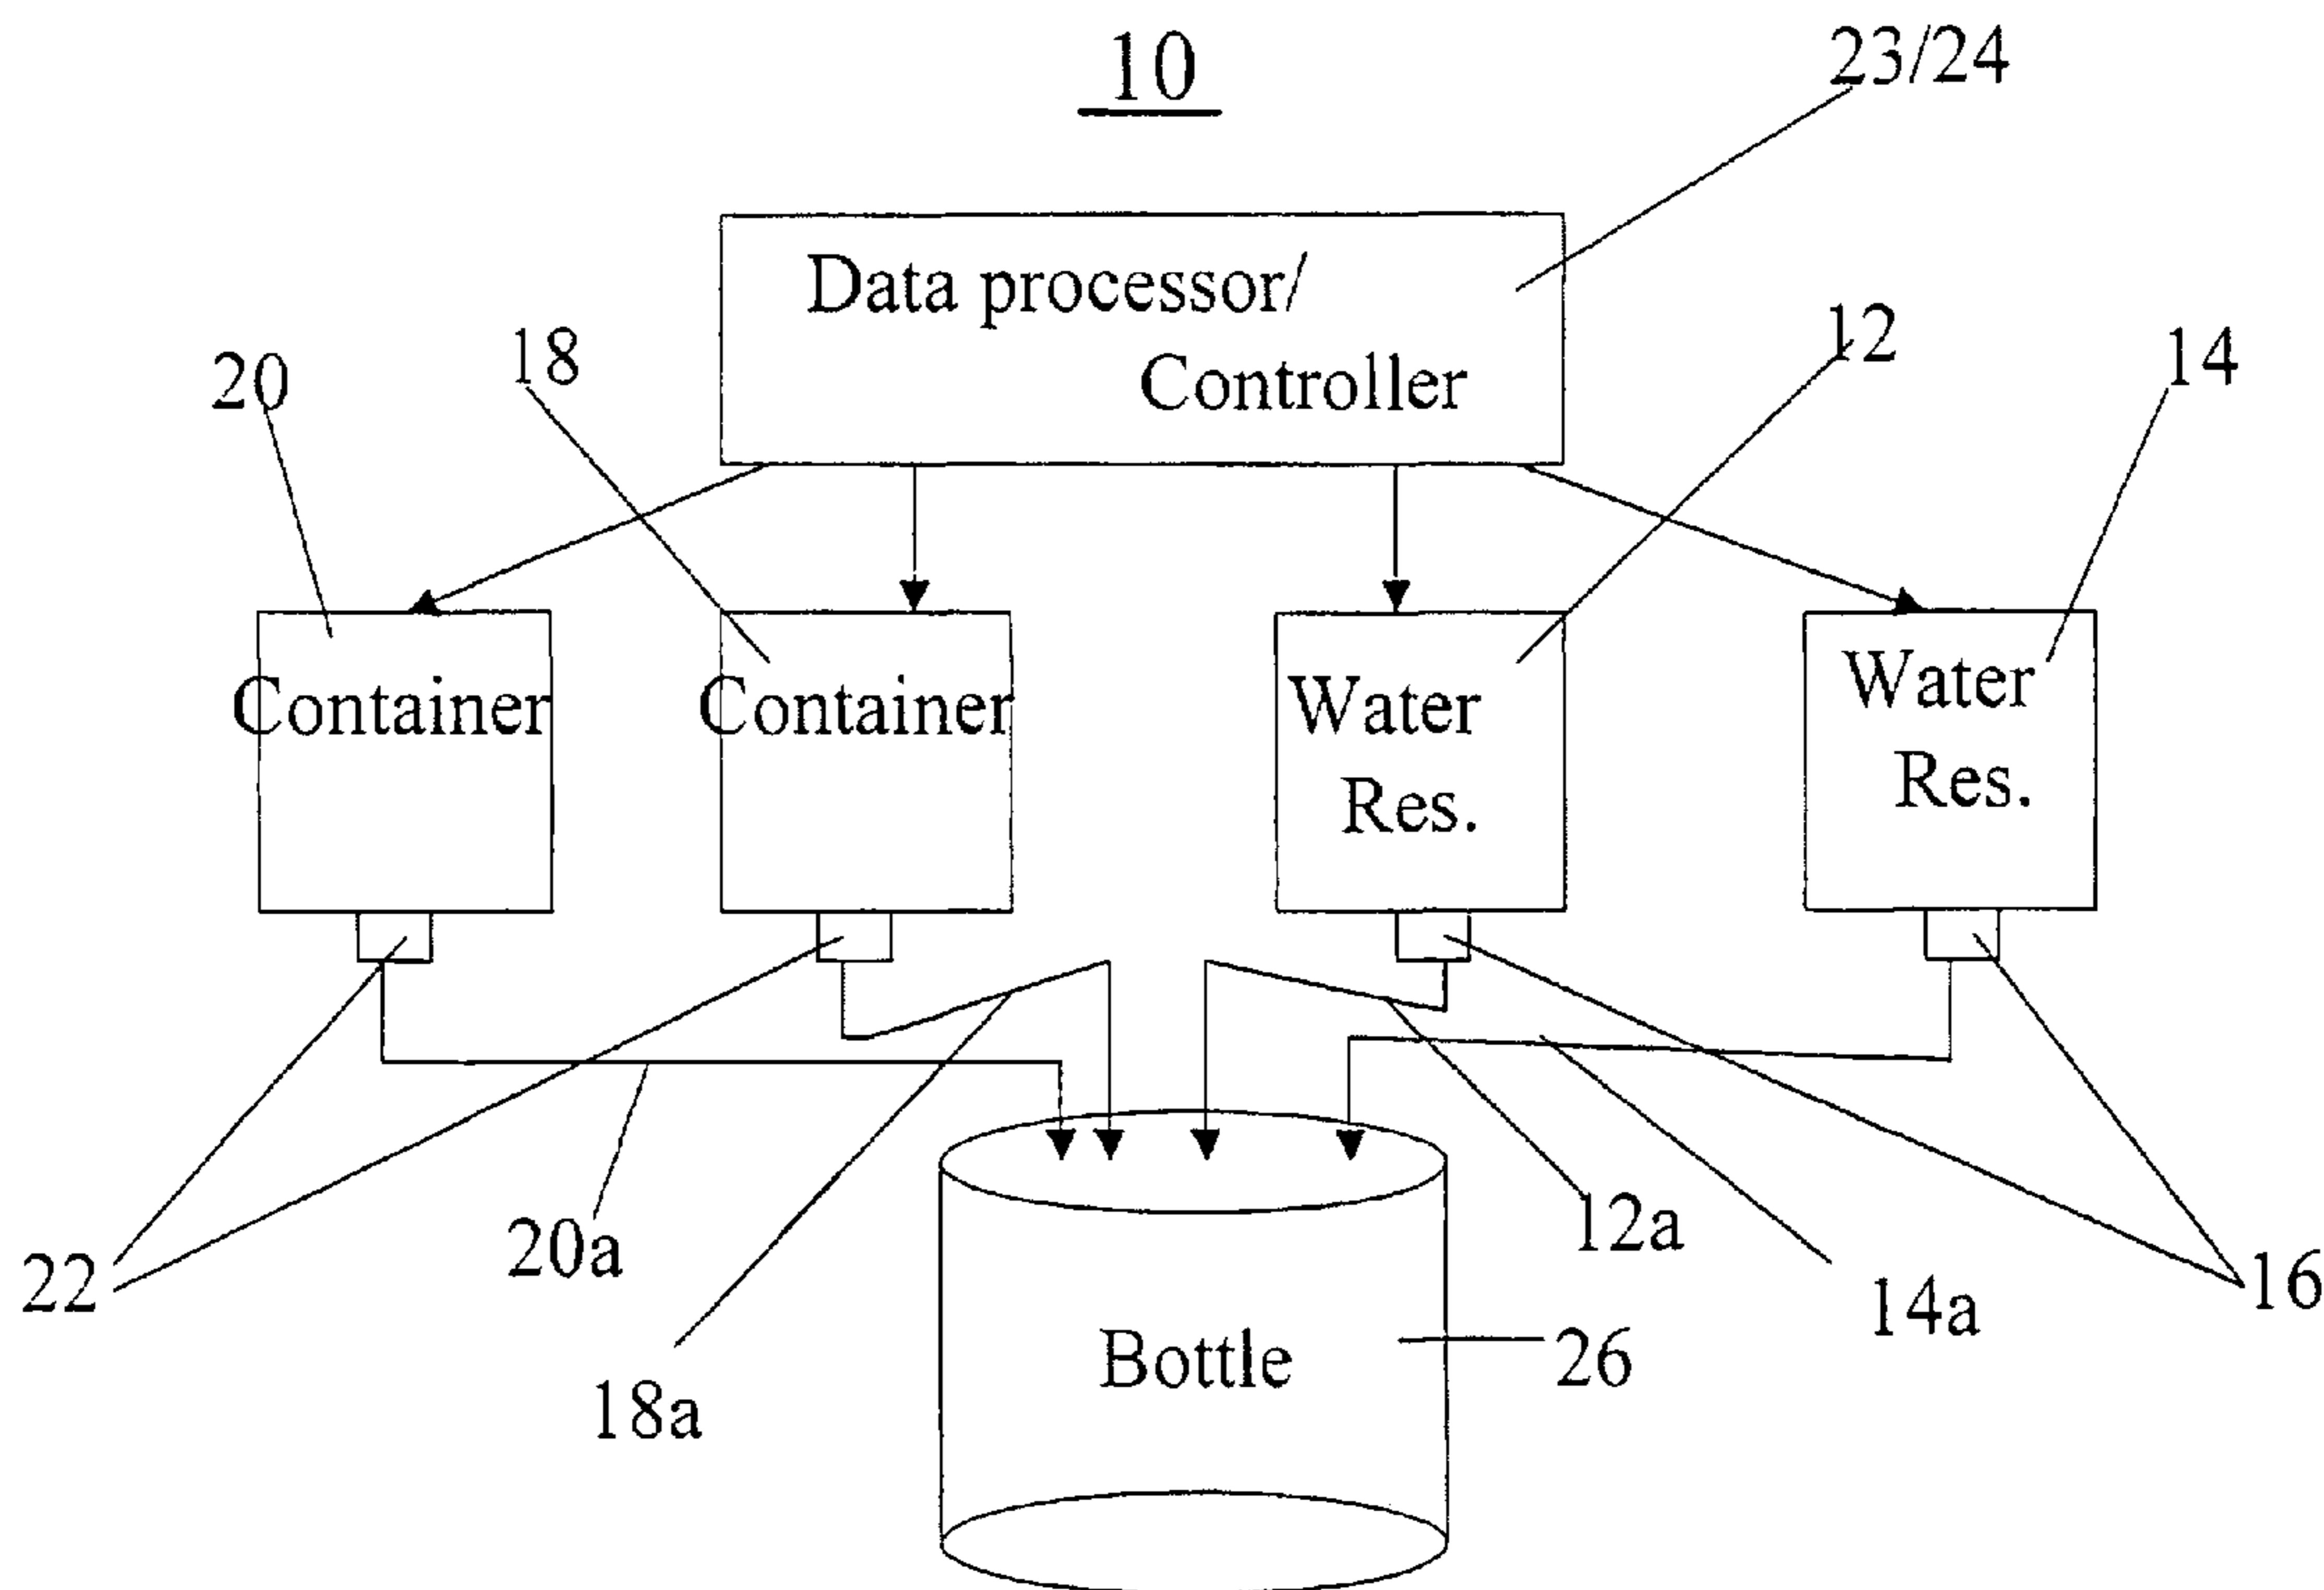 10
23/24
Data processor/
Controller
20
18
12
14
Container
Container
Water
Res.
Water
Res.
22
20a
18a
12a
14a
16
Bottle
26